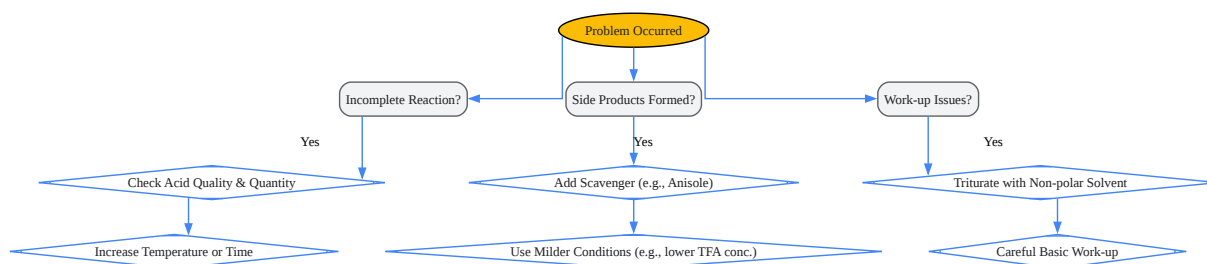 Problem Occurred
Incomplete Reaction?
Side Products Formed?
Work-up Issues?
Yes
Yes
Yes
Check Acid Quality & Quantity
Add Scavenger (e.g., Anisole)
Triturate with Non-polar Solvent
Increase Temperature or Time
Use Milder Conditions (e.g., lower TFA conc.)
Careful Basic Work-up